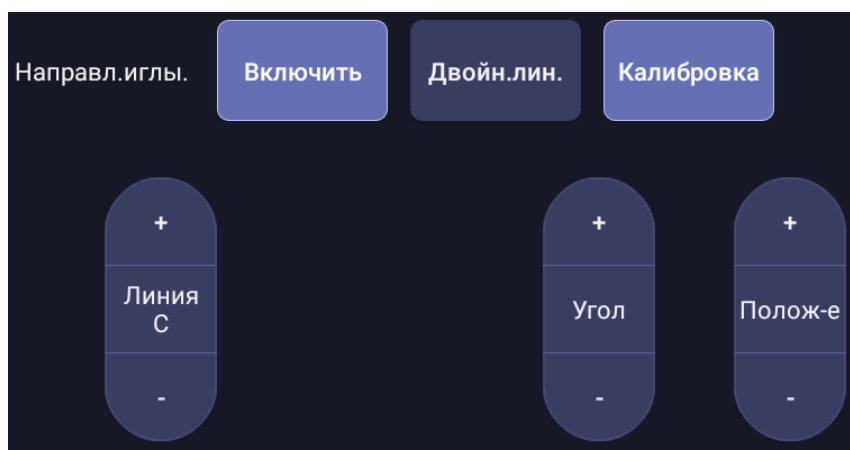 Направл.иглы.
Включить
Двойн.лин.
Калибровка
+
+
+
Линия
С
Угол
Полож-е
-
-
-